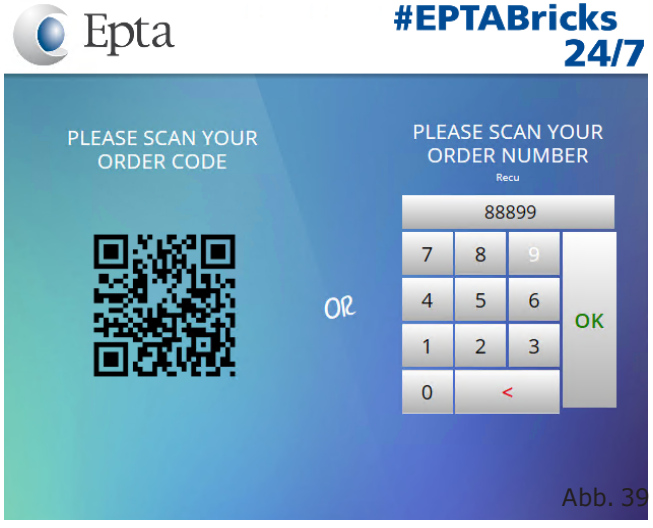 Epta
#EPTABricks
24/7
PLEASE SCAN YOUR
ORDER CODE
OR
PLEASE SCAN YOUR
ORDER NUMBER
Recu
88899
7 8 9
4 5 6
OK
1 2 3
0 <
Abb. 39